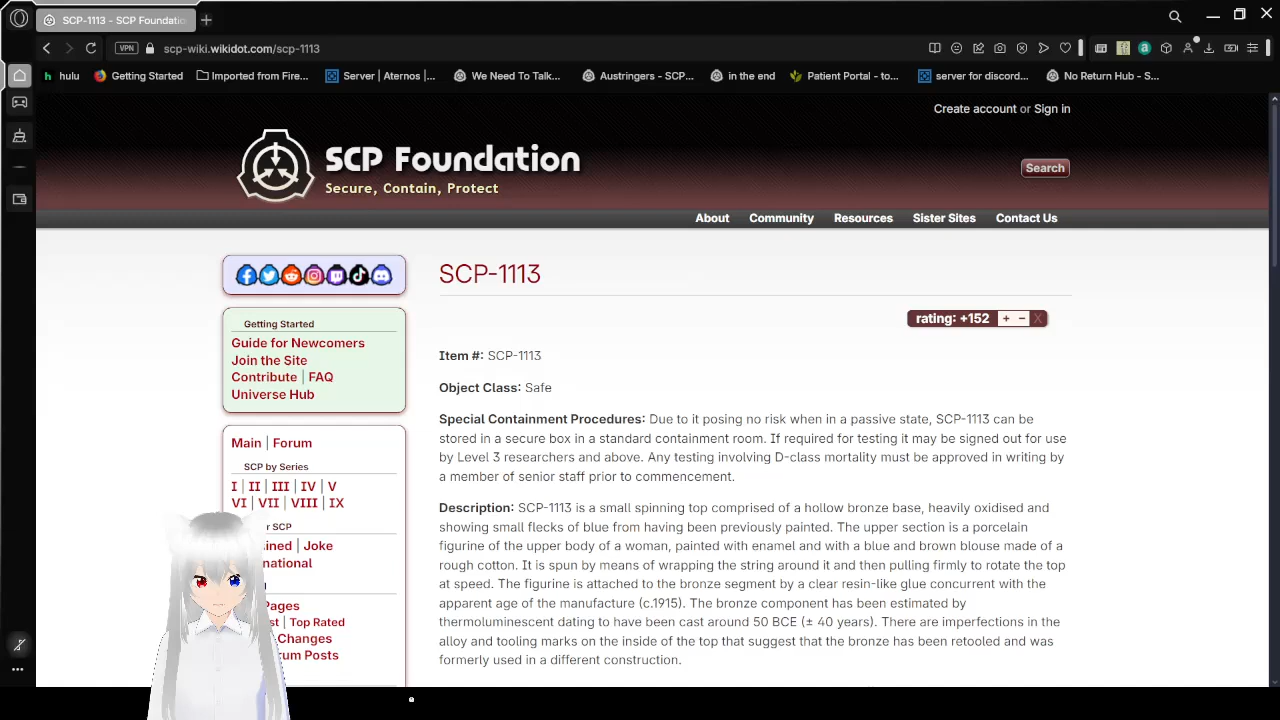 SCP-1113 - SCP Foundatio
VPN scp-wiki.wikidot.com/scp-1113
hulu Getting Started Imported from Fire... Server | Aternos |... We Need To Talk... Austringers - SCP... in the end Patient Portal - to... server for discord... No Return Hub - S...
Create account or Sign in
SCP Foundation
Secure, Contain, Protect
Search
About Community Resources Sister Sites Contact Us
SCP-1113
rating: +152 + − X
Getting Started
Guide for Newcomers
Join the Site
Contribute | FAQ
Universe Hub
Main | Forum
SCP by Series
I | II | III | IV | V
VI | VII | VIII | IX
r SCP
ined | Joke
national
Pages
st | Top Rated
Changes
rum Posts
Item #: SCP-1113
Object Class: Safe
Special Containment Procedures: Due to it posing no risk when in a passive state, SCP-1113 can be
stored in a secure box in a standard containment room. If required for testing it may be signed out for use
by Level 3 researchers and above. Any testing involving D-class mortality must be approved in writing by
a member of senior staff prior to commencement.
Description: SCP-1113 is a small spinning top comprised of a hollow bronze base, heavily oxidised and
showing small flecks of blue from having been previously painted. The upper section is a porcelain
figurine of the upper body of a woman, painted with enamel and with a blue and brown blouse made of a
rough cotton. It is spun by means of wrapping the string around it and then pulling firmly to rotate the top
at speed. The figurine is attached to the bronze segment by a clear resin-like glue concurrent with the
apparent age of the manufacture (c.1915). The bronze component has been estimated by
thermoluminescent dating to have been cast around 50 BCE (± 40 years). There are imperfections in the
alloy and tooling marks on the inside of the top that suggest that the bronze has been retooled and was
formerly used in a different construction.